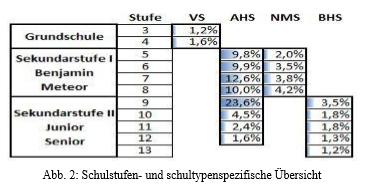 Stufe VS AHS NMS BHS
Grundschule 3 1,2%
4 1,6%
Sekundarstufe I 5 9,8% 2,0%
Benjamin 6 9,9% 3,5%
Meteor 7 12,6% 3,8%
8 10,0% 4,2%
Sekundarstufe II 9 23,6% 3,5%
Junior 10 4,5% 1,8%
Senior 11 2,4% 1,8%
12 1,6% 1,3%
13 1,2%
Abb. 2: Schulstufen- und schultypenspezifische Übersicht